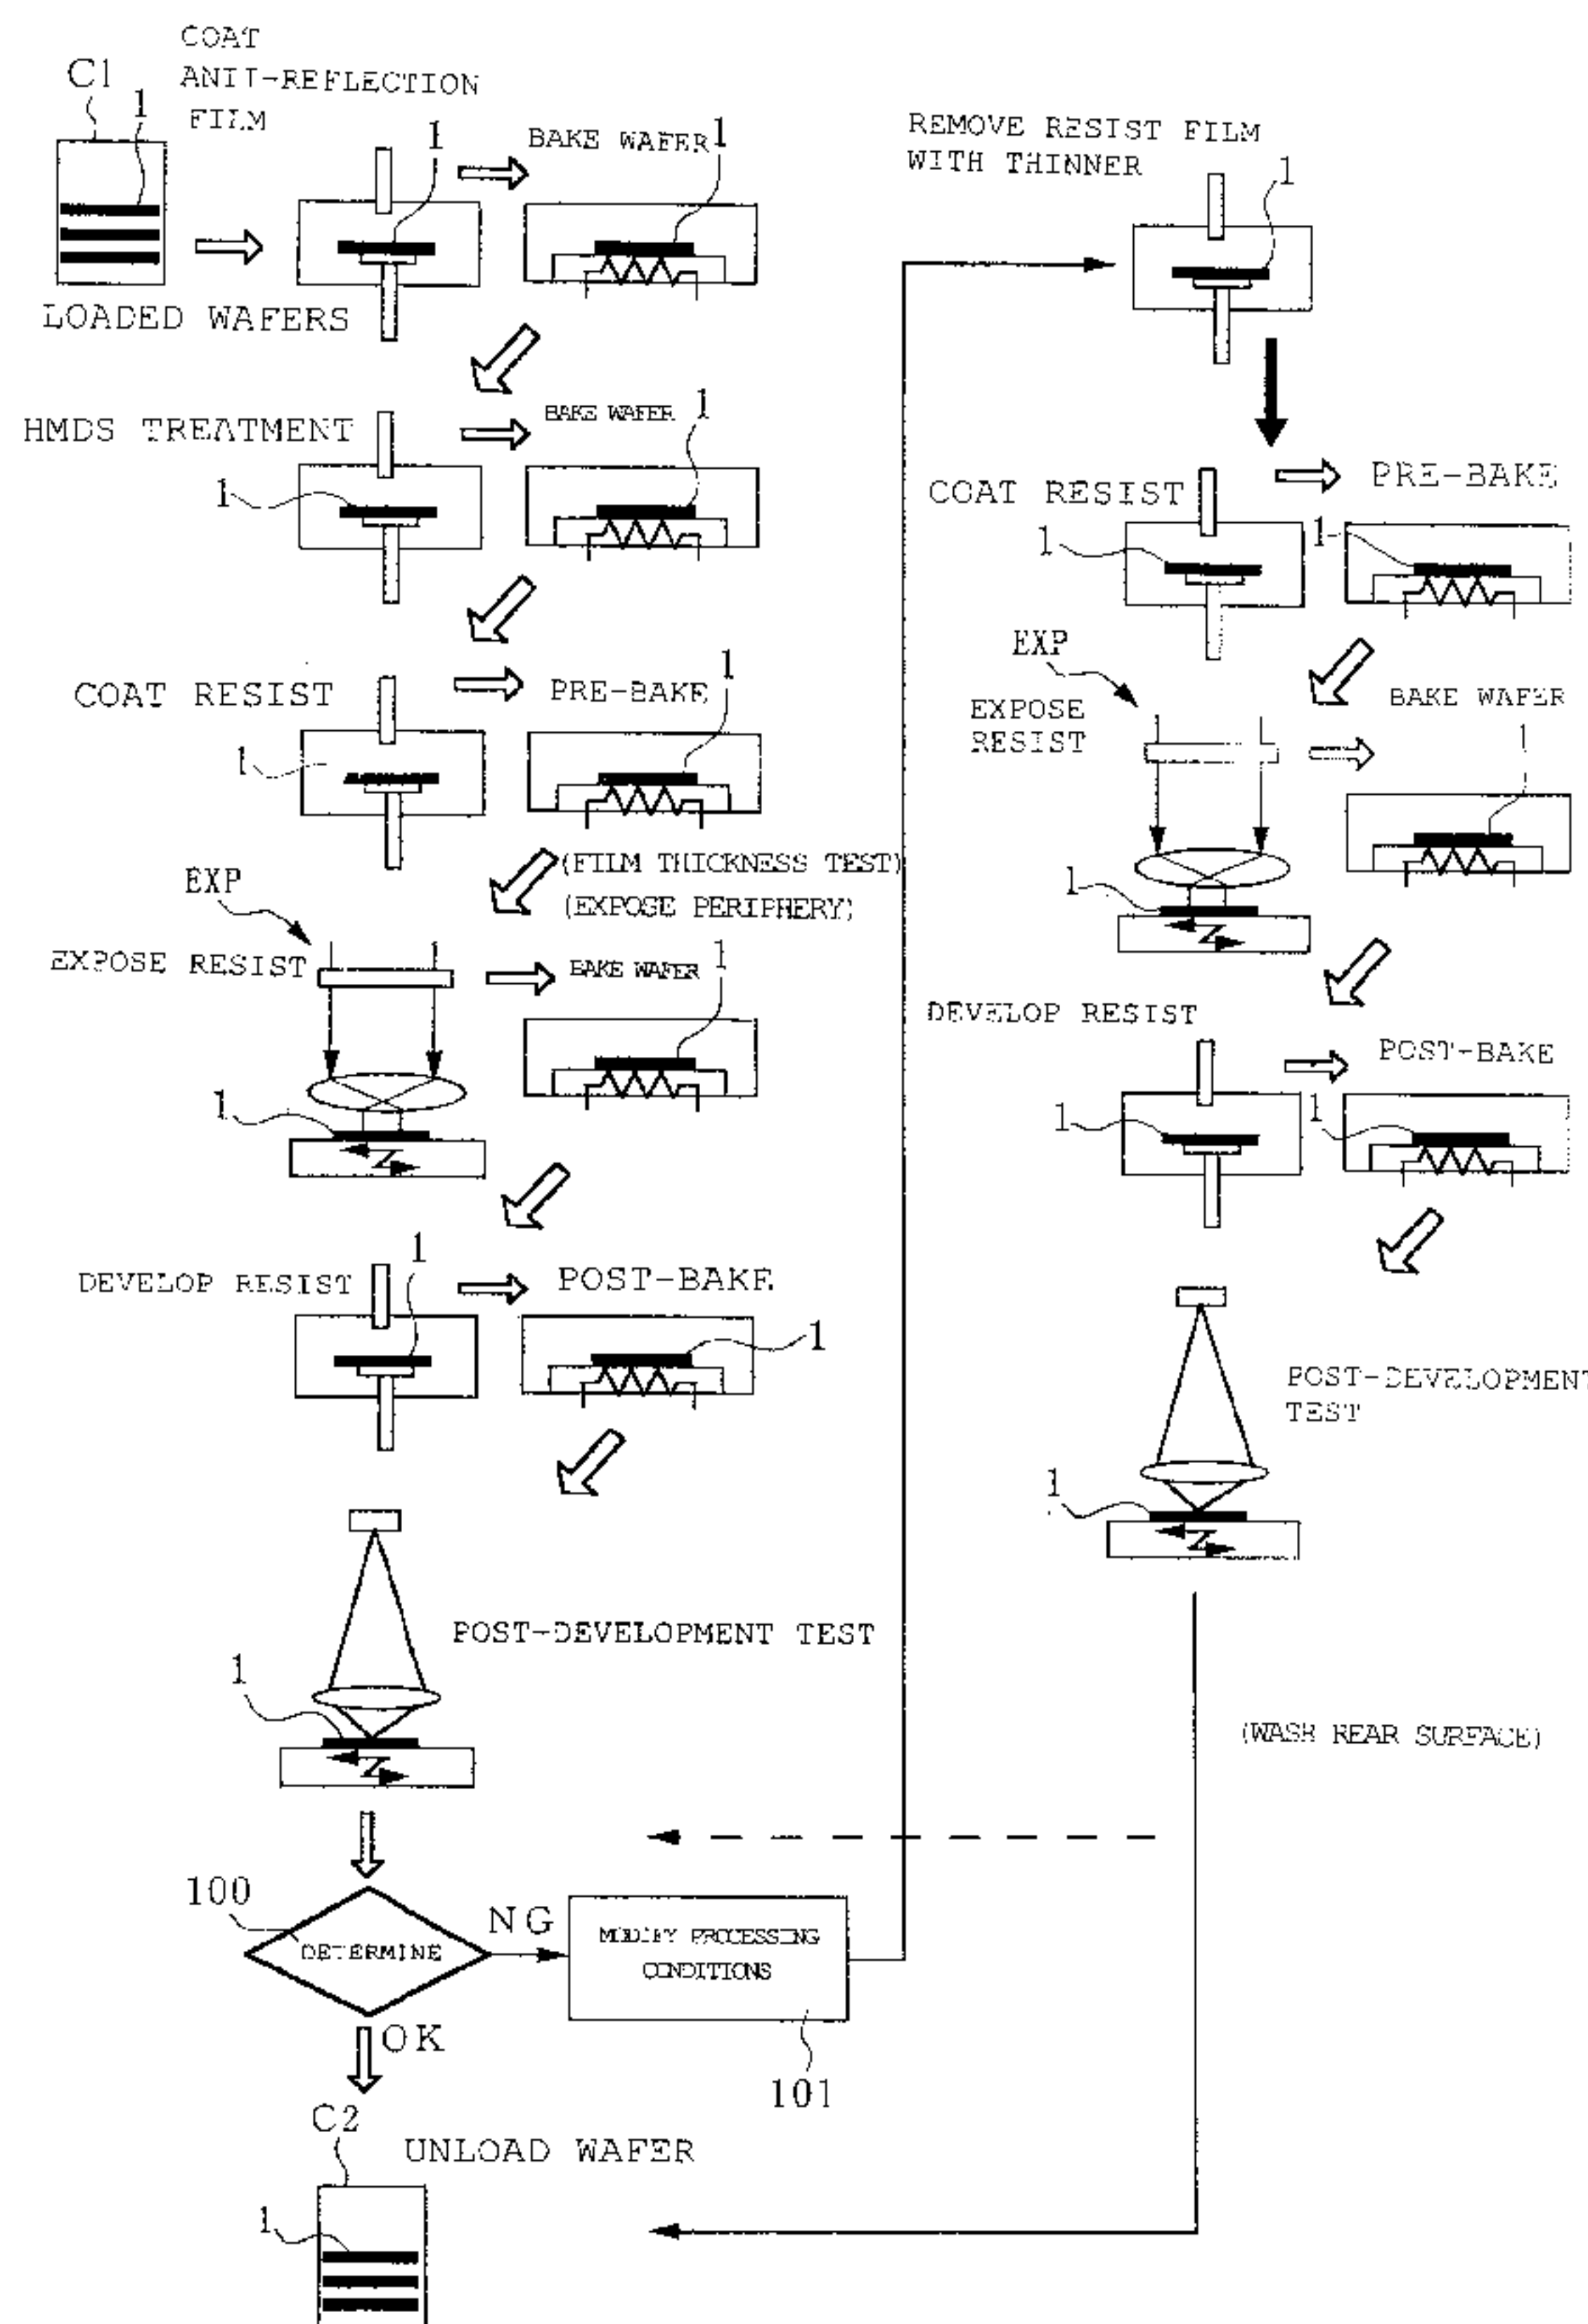 COAT
ANIT-REFLECTION
FILM
C1
1
1
BAKE WAFER
1
LOADED WAFERS
HMDS TREATMENT
1
BAKE WAFER
1
COAT RESIST
1
PRE-BAKE
1
(FILM THICKNESS TEST)
(EXPOSE PERIPHERY)
EXP
EXPOSE RESIST
1
BAKE WAFER
1
DEVELOP RESIST
1
POST-BAKE
1
POST-DEVELOPMENT TEST
1
100
DETERMINE
NG
MODIFY PROCESSING
CONDITIONS
101
OK
C2
UNLOAD WAFER
1
REMOVE RESIST FILM
WITH THINNER
1
COAT RESIST
1
PRE-BAKE
1
EXP
EXPOSE
RESIST
1
BAKE WAFER
1
DEVELOP RESIST
1
POST-BAKE
1
POST-DEVELOPMENT
TEST
1
(WASH REAR SURFACE)